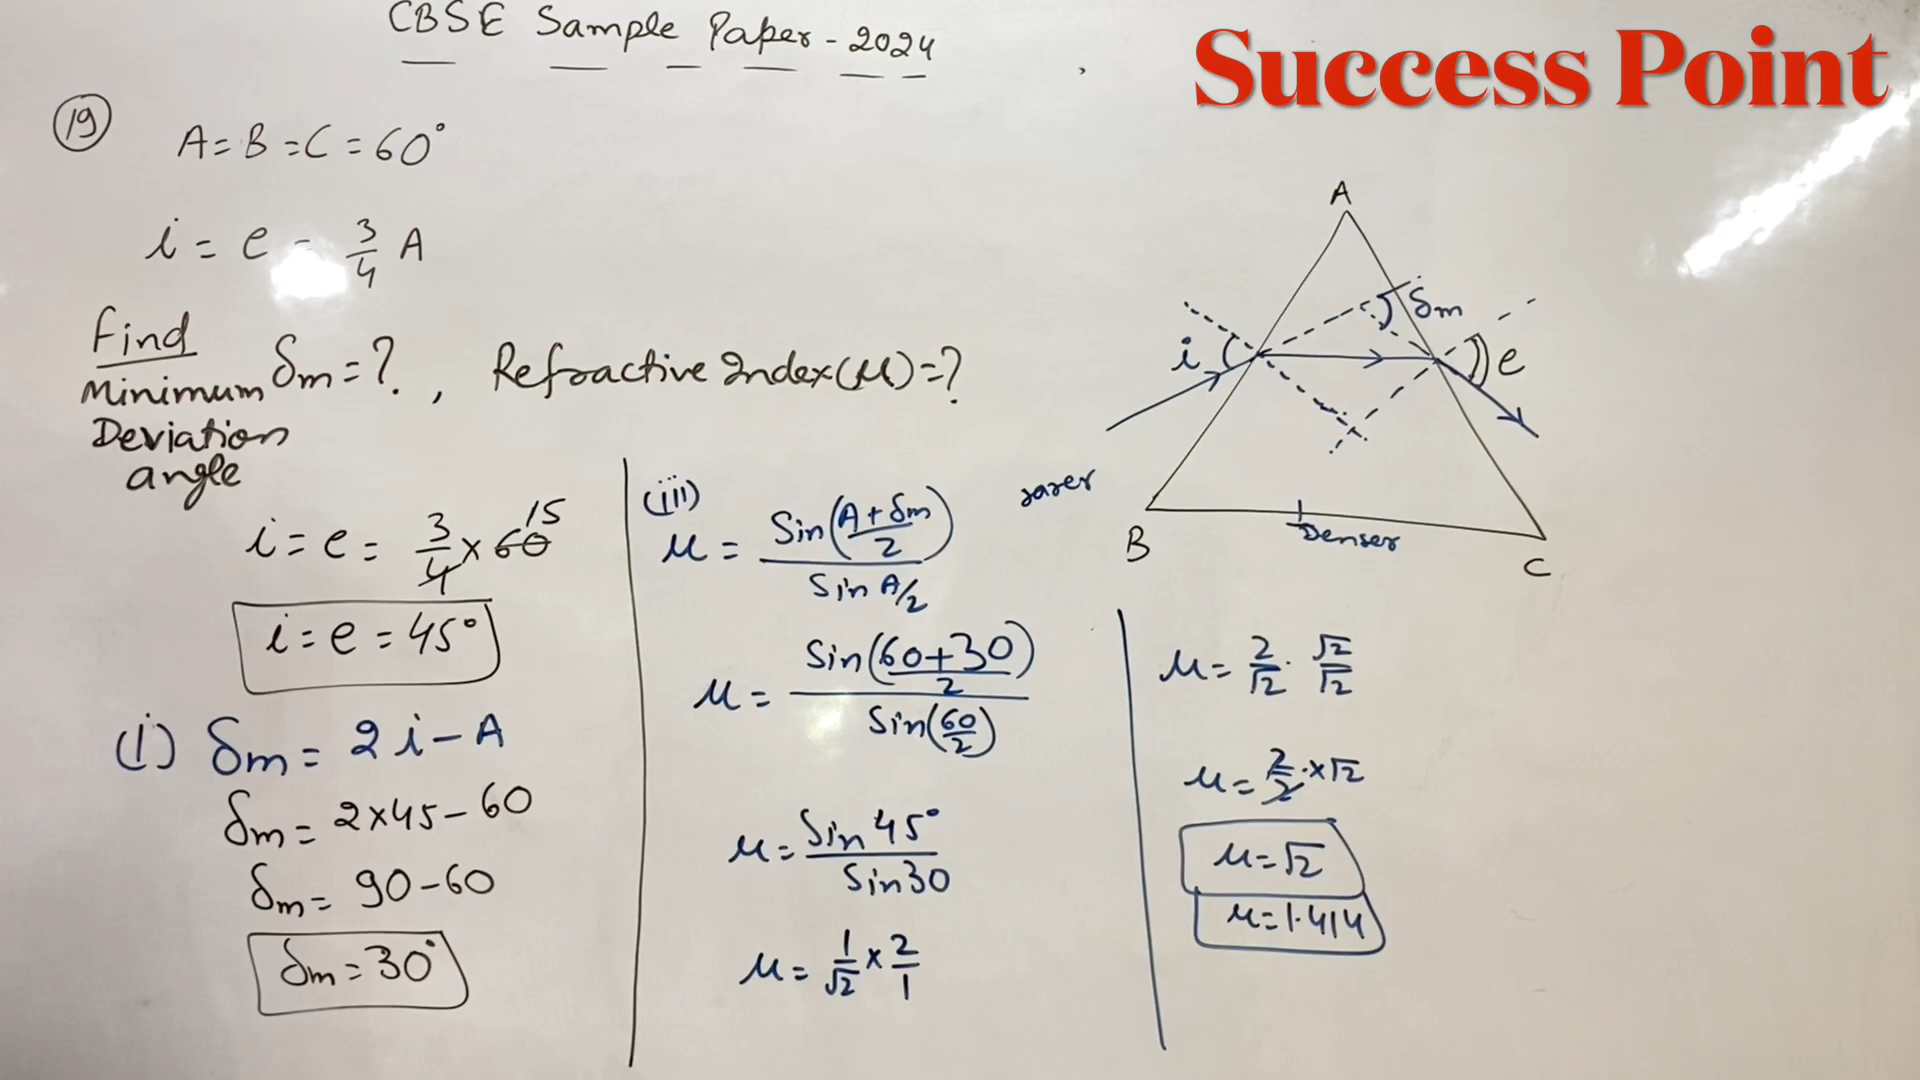 CBSE Sample Paper - 2024
Success Point
19
A = B = C = 60°
i = e = 3/4 A
Find
Minimum Deviation angle δm = ? , Refractive Index (μ) = ?
i = e = 3/4 × 60 15
i = e = 45°
(i) δm = 2i - A
δm = 2×45 - 60
δm = 90 - 60
δm = 30°
(iii)
μ = Sin(A + δm / 2) / Sin A/2
μ = Sin(60+30 / 2) / Sin(60/2)
μ = Sin 45° / Sin 30
μ = 1/√2 × 2/1
A
δm
i
e
rarer
B
Denser
C
μ = 2/√2 · √2/√2
μ = 2/2 · × √2
μ = √2
μ = 1.414